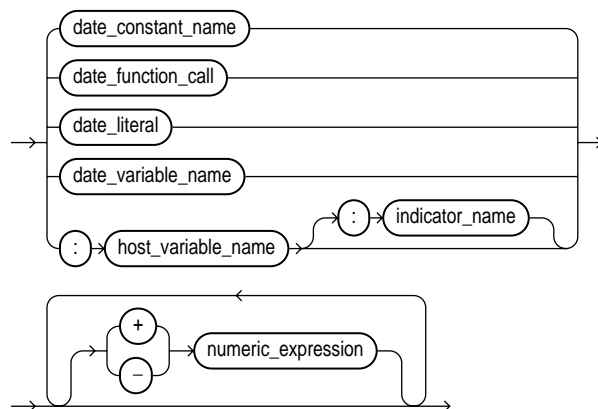 date_constant_name
date_function_call
date_literal
date_variable_name
: host_variable_name : indicator_name
+
− numeric_expression